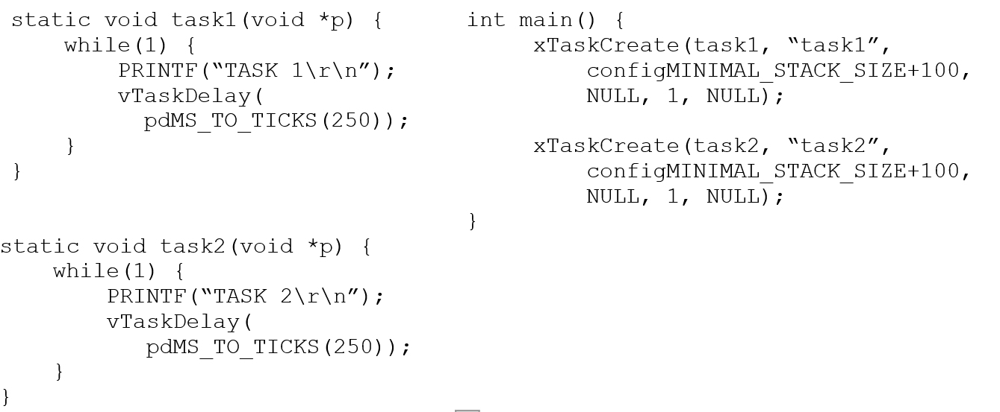 static void task1(void *p) {
    while(1) {
        PRINTF(“TASK 1\r\n”);
        vTaskDelay(
          pdMS_TO_TICKS(250));
    }
}
static void task2(void *p) {
    while(1) {
        PRINTF(“TASK 2\r\n”);
        vTaskDelay(
           pdMS_TO_TICKS(250));
    }
}
int main() {
     xTaskCreate(task1, “task1”,
         configMINIMAL_STACK_SIZE+100,
         NULL, 1, NULL);
     xTaskCreate(task2, “task2”,
         configMINIMAL_STACK_SIZE+100,
         NULL, 1, NULL);
}